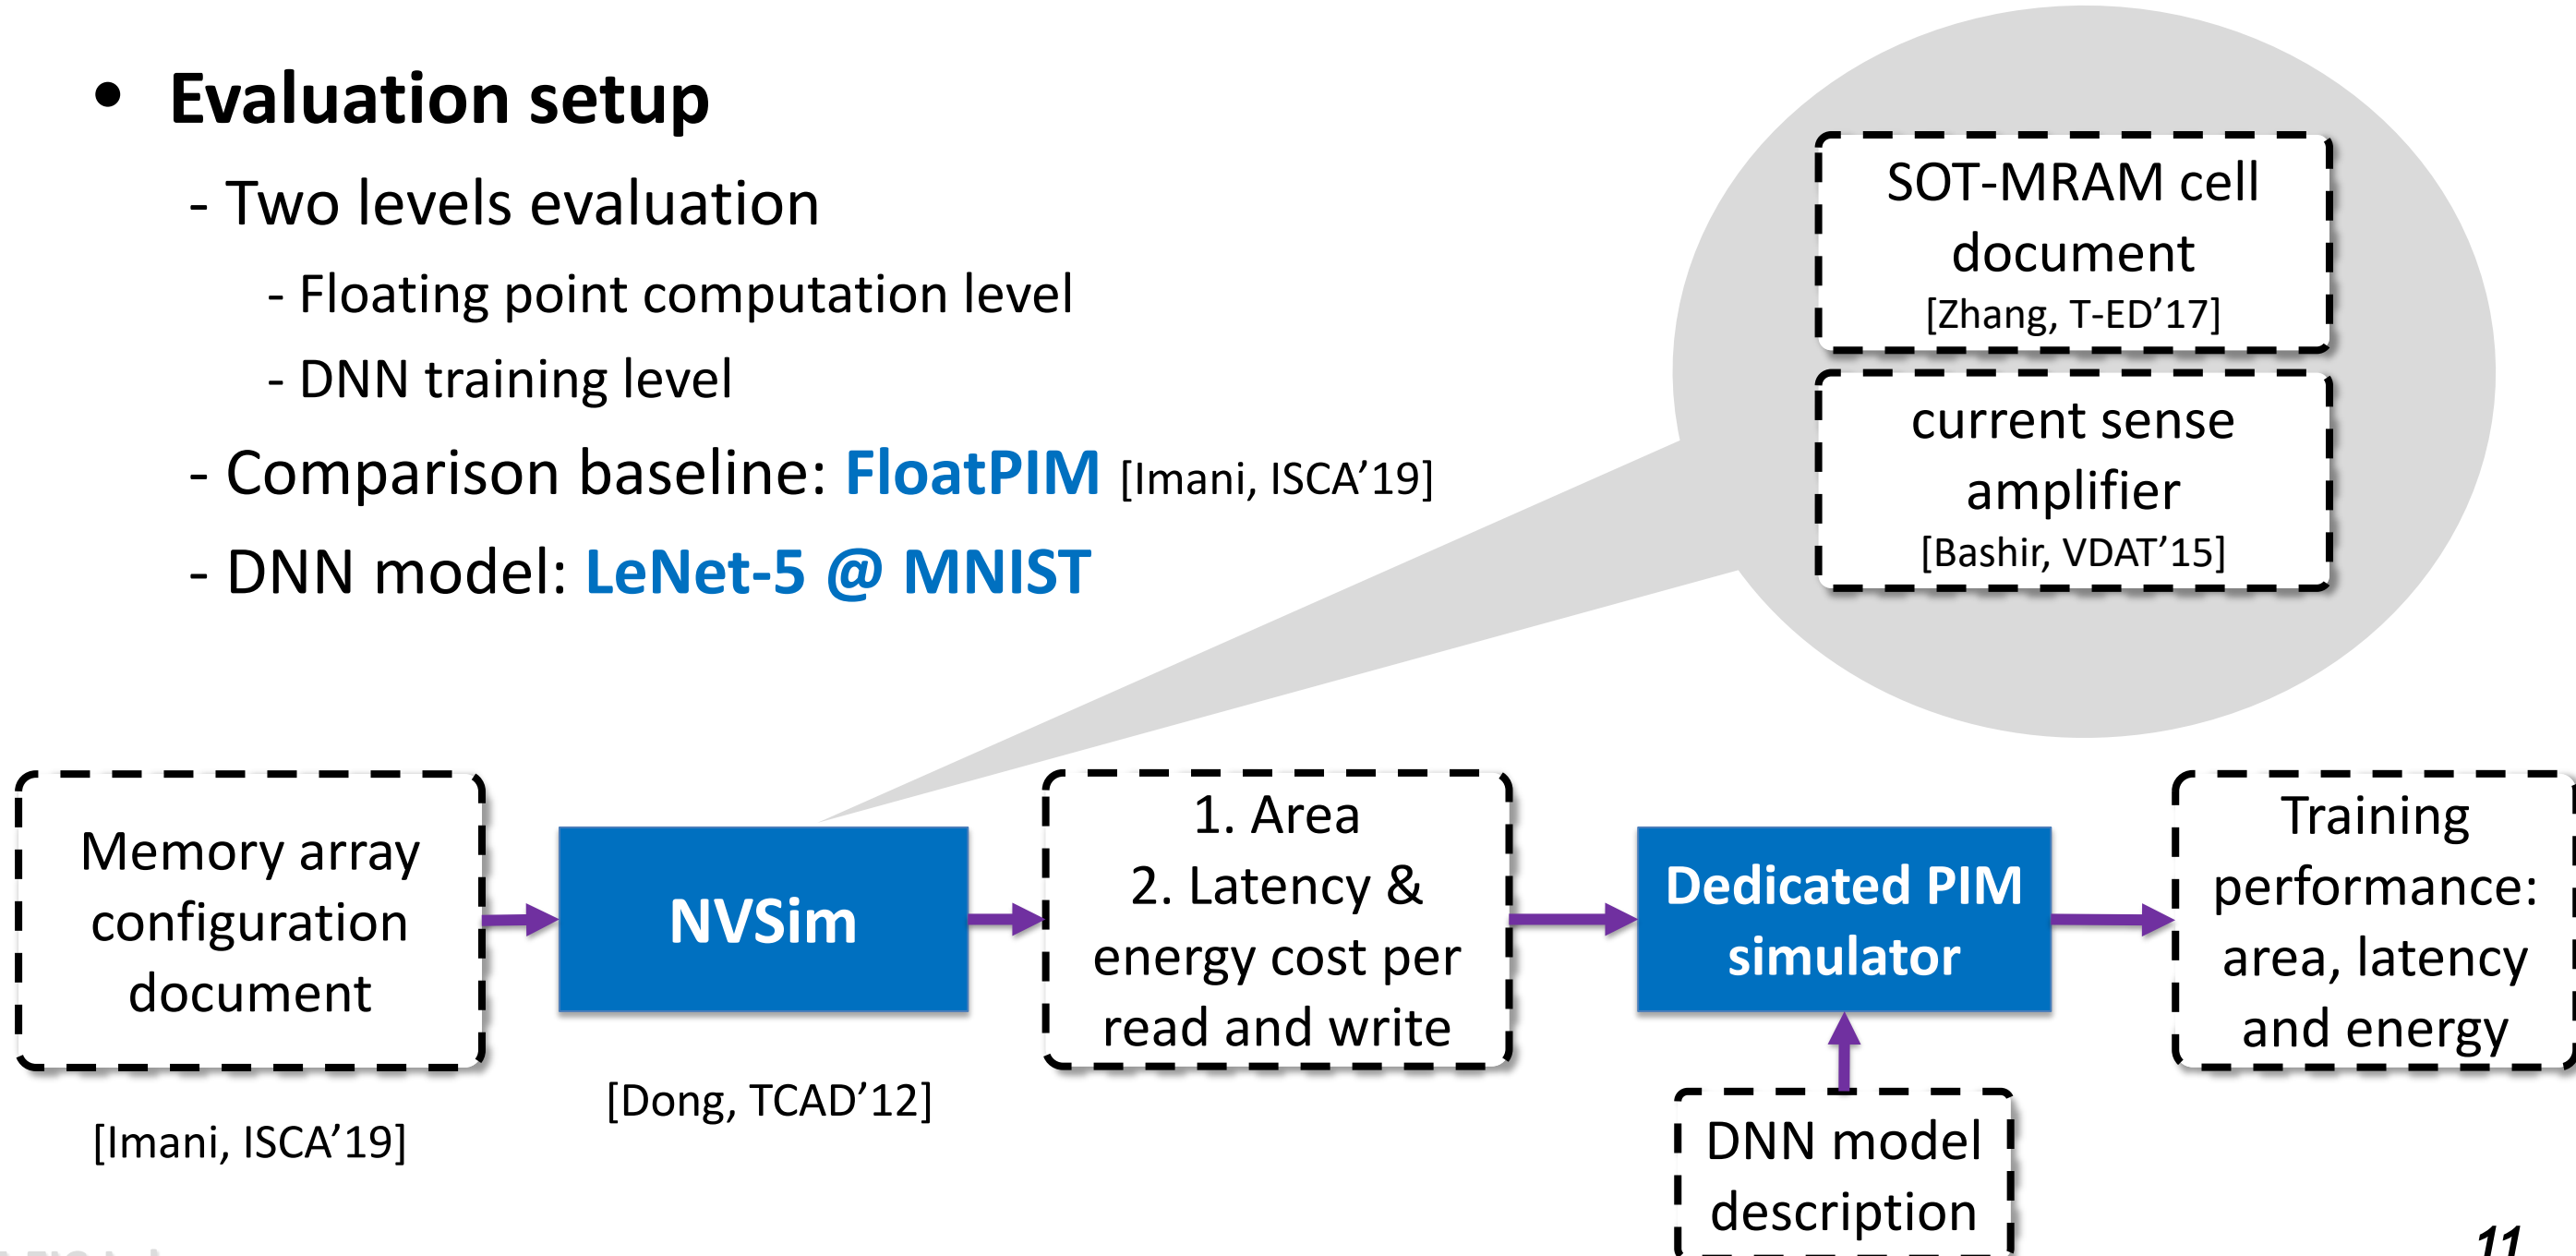 • Evaluation setup
- Two levels evaluation
- Floating point computation level
- DNN training level
- Comparison baseline: FloatPIM [Imani, ISCA’19]
- DNN model: LeNet-5 @ MNIST
SOT-MRAM cell
document
[Zhang, T-ED’17]
current sense
amplifier
[Bashir, VDAT’15]
Memory array
configuration
document
[Imani, ISCA’19]
NVSim
[Dong, TCAD’12]
1. Area
2. Latency &
energy cost per
read and write
Dedicated PIM
simulator
DNN model
description
Training
performance:
area, latency
and energy
11